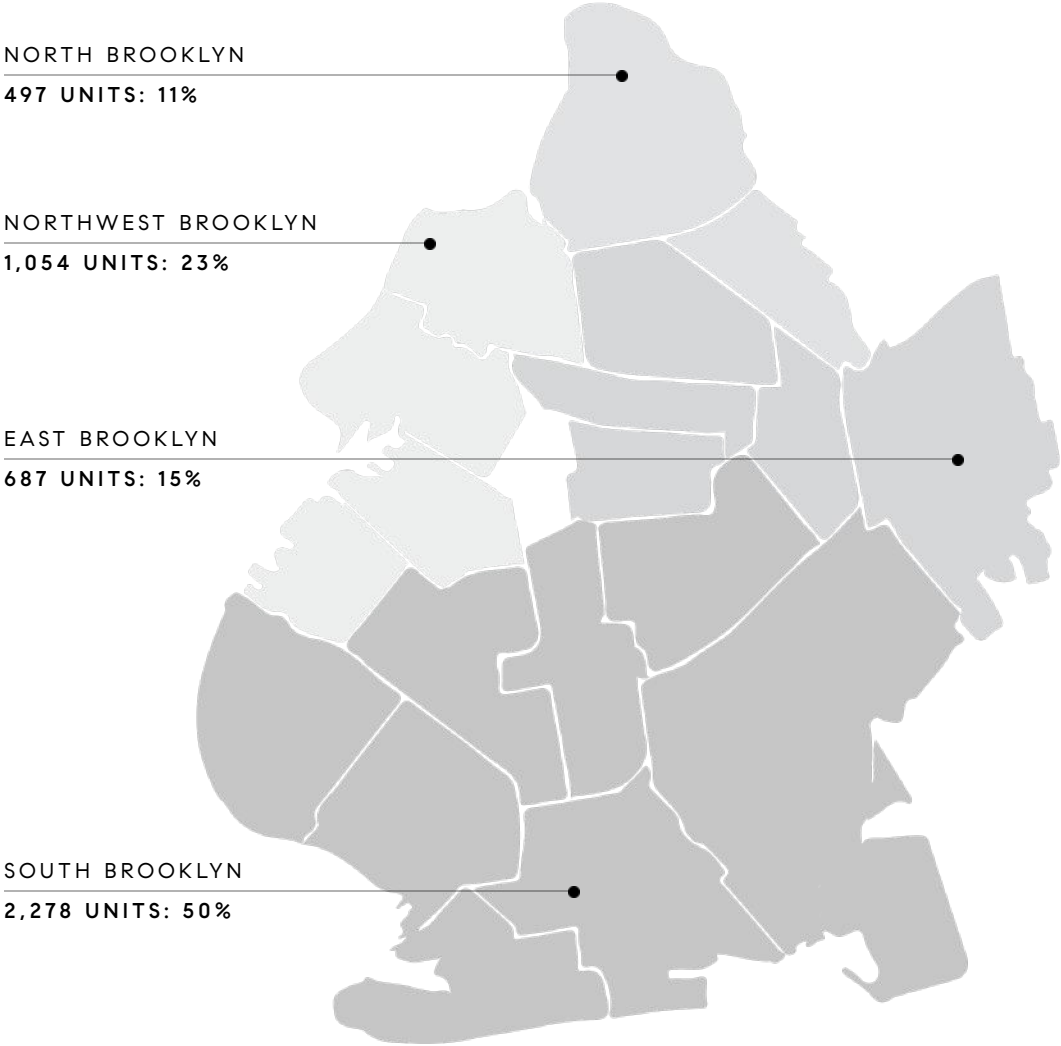 NORTH BROOKLYN
497 UNITS: 11%
NORTHWEST BROOKLYN
1,054 UNITS: 23%
EAST BROOKLYN
687 UNITS: 15%
SOUTH BROOKLYN
2,278 UNITS: 50%